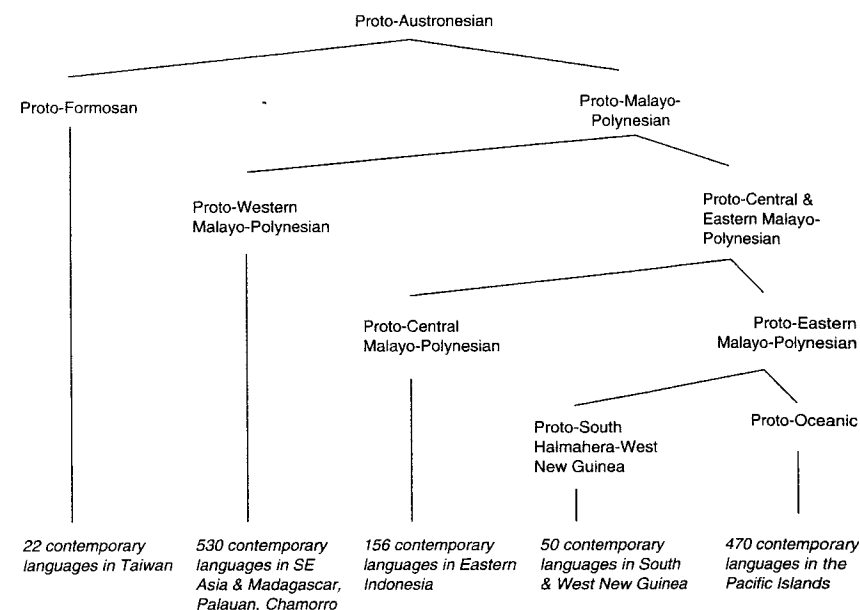 Proto-Austronesian
Proto-Formosan
Proto-Malayo-
Polynesian
Proto-Western
Malayo-Polynesian
Proto-Central &
Eastern Malayo-
Polynesian
Proto-Central
Malayo-Polynesian
Proto-Eastern
Malayo-Polynesian
Proto-South
Halmahera-West
New Guinea
Proto-Oceanic
22 contemporary
languages in Taiwan
530 contemporary
languages in SE
Asia & Madagascar,
Palauan, Chamorro
156 contemporary
languages in Eastern
Indonesia
50 contemporary
languages in South
& West New Guinea
470 contemporary
languages in the
Pacific Islands